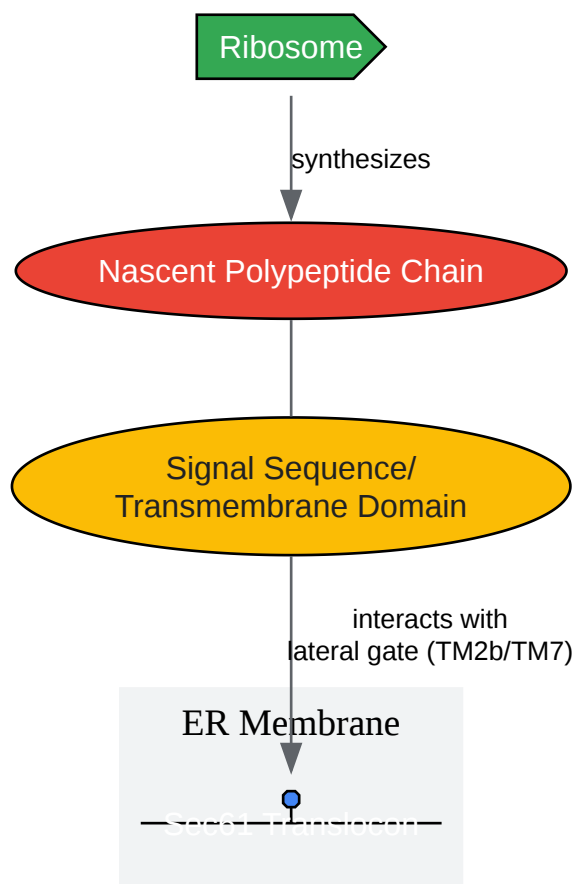 Ribosome
synthesizes
Nascent Polypeptide Chain
Signal Sequence/
Transmembrane Domain
interacts with
lateral gate (TM2b/TM7)
ER Membrane
Sec61 Translocon